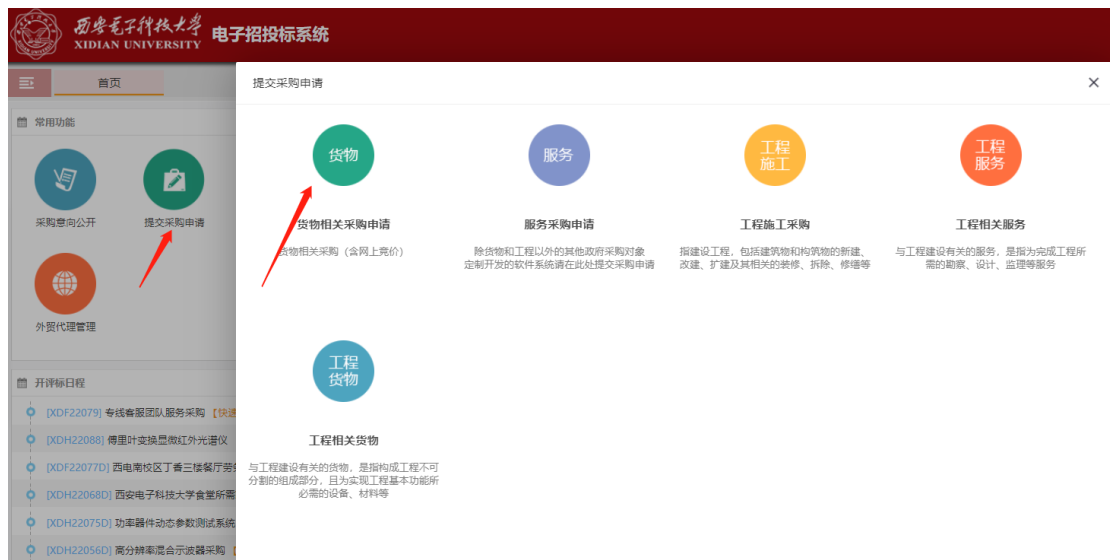 西安电子科技大学
XIDIAN UNIVERSITY
电子招投标系统
首页
提交采购申请
常用功能
采购意向公开
提交采购申请
外贸代理管理
开评标日程
[XDF22079] 专线客服团队服务采购 【快速
[XDH22088] 傅里叶变换显微红外光谱仪
[XDF22077D] 西电南校区丁香三楼餐厅劳务
[XDH22068D] 西安电子科技大学食堂所需
[XDH22075D] 功率器件动态参数测试系统
[XDH22056D] 高分辨率混合示波器采购
货物
货物相关采购申请
货物相关采购（含网上竞价）
服务
服务采购申请
除货物和工程以外的其他政府采购对象
定制开发的软件系统请在此处提交采购申请
工程
施工
工程施工采购
指建设工程，包括建筑物和构筑物的新建、
改建、扩建及其相关的装修、拆除、修缮等
工程
服务
工程相关服务
与工程建设有关的服务，是指为完成工程所
需的勘察、设计、监理等服务
工程
货物
工程相关货物
与工程建设有关的货物，是指构成工程不可
分割的组成部分，且为实现工程基本功能所
必需的设备、材料等